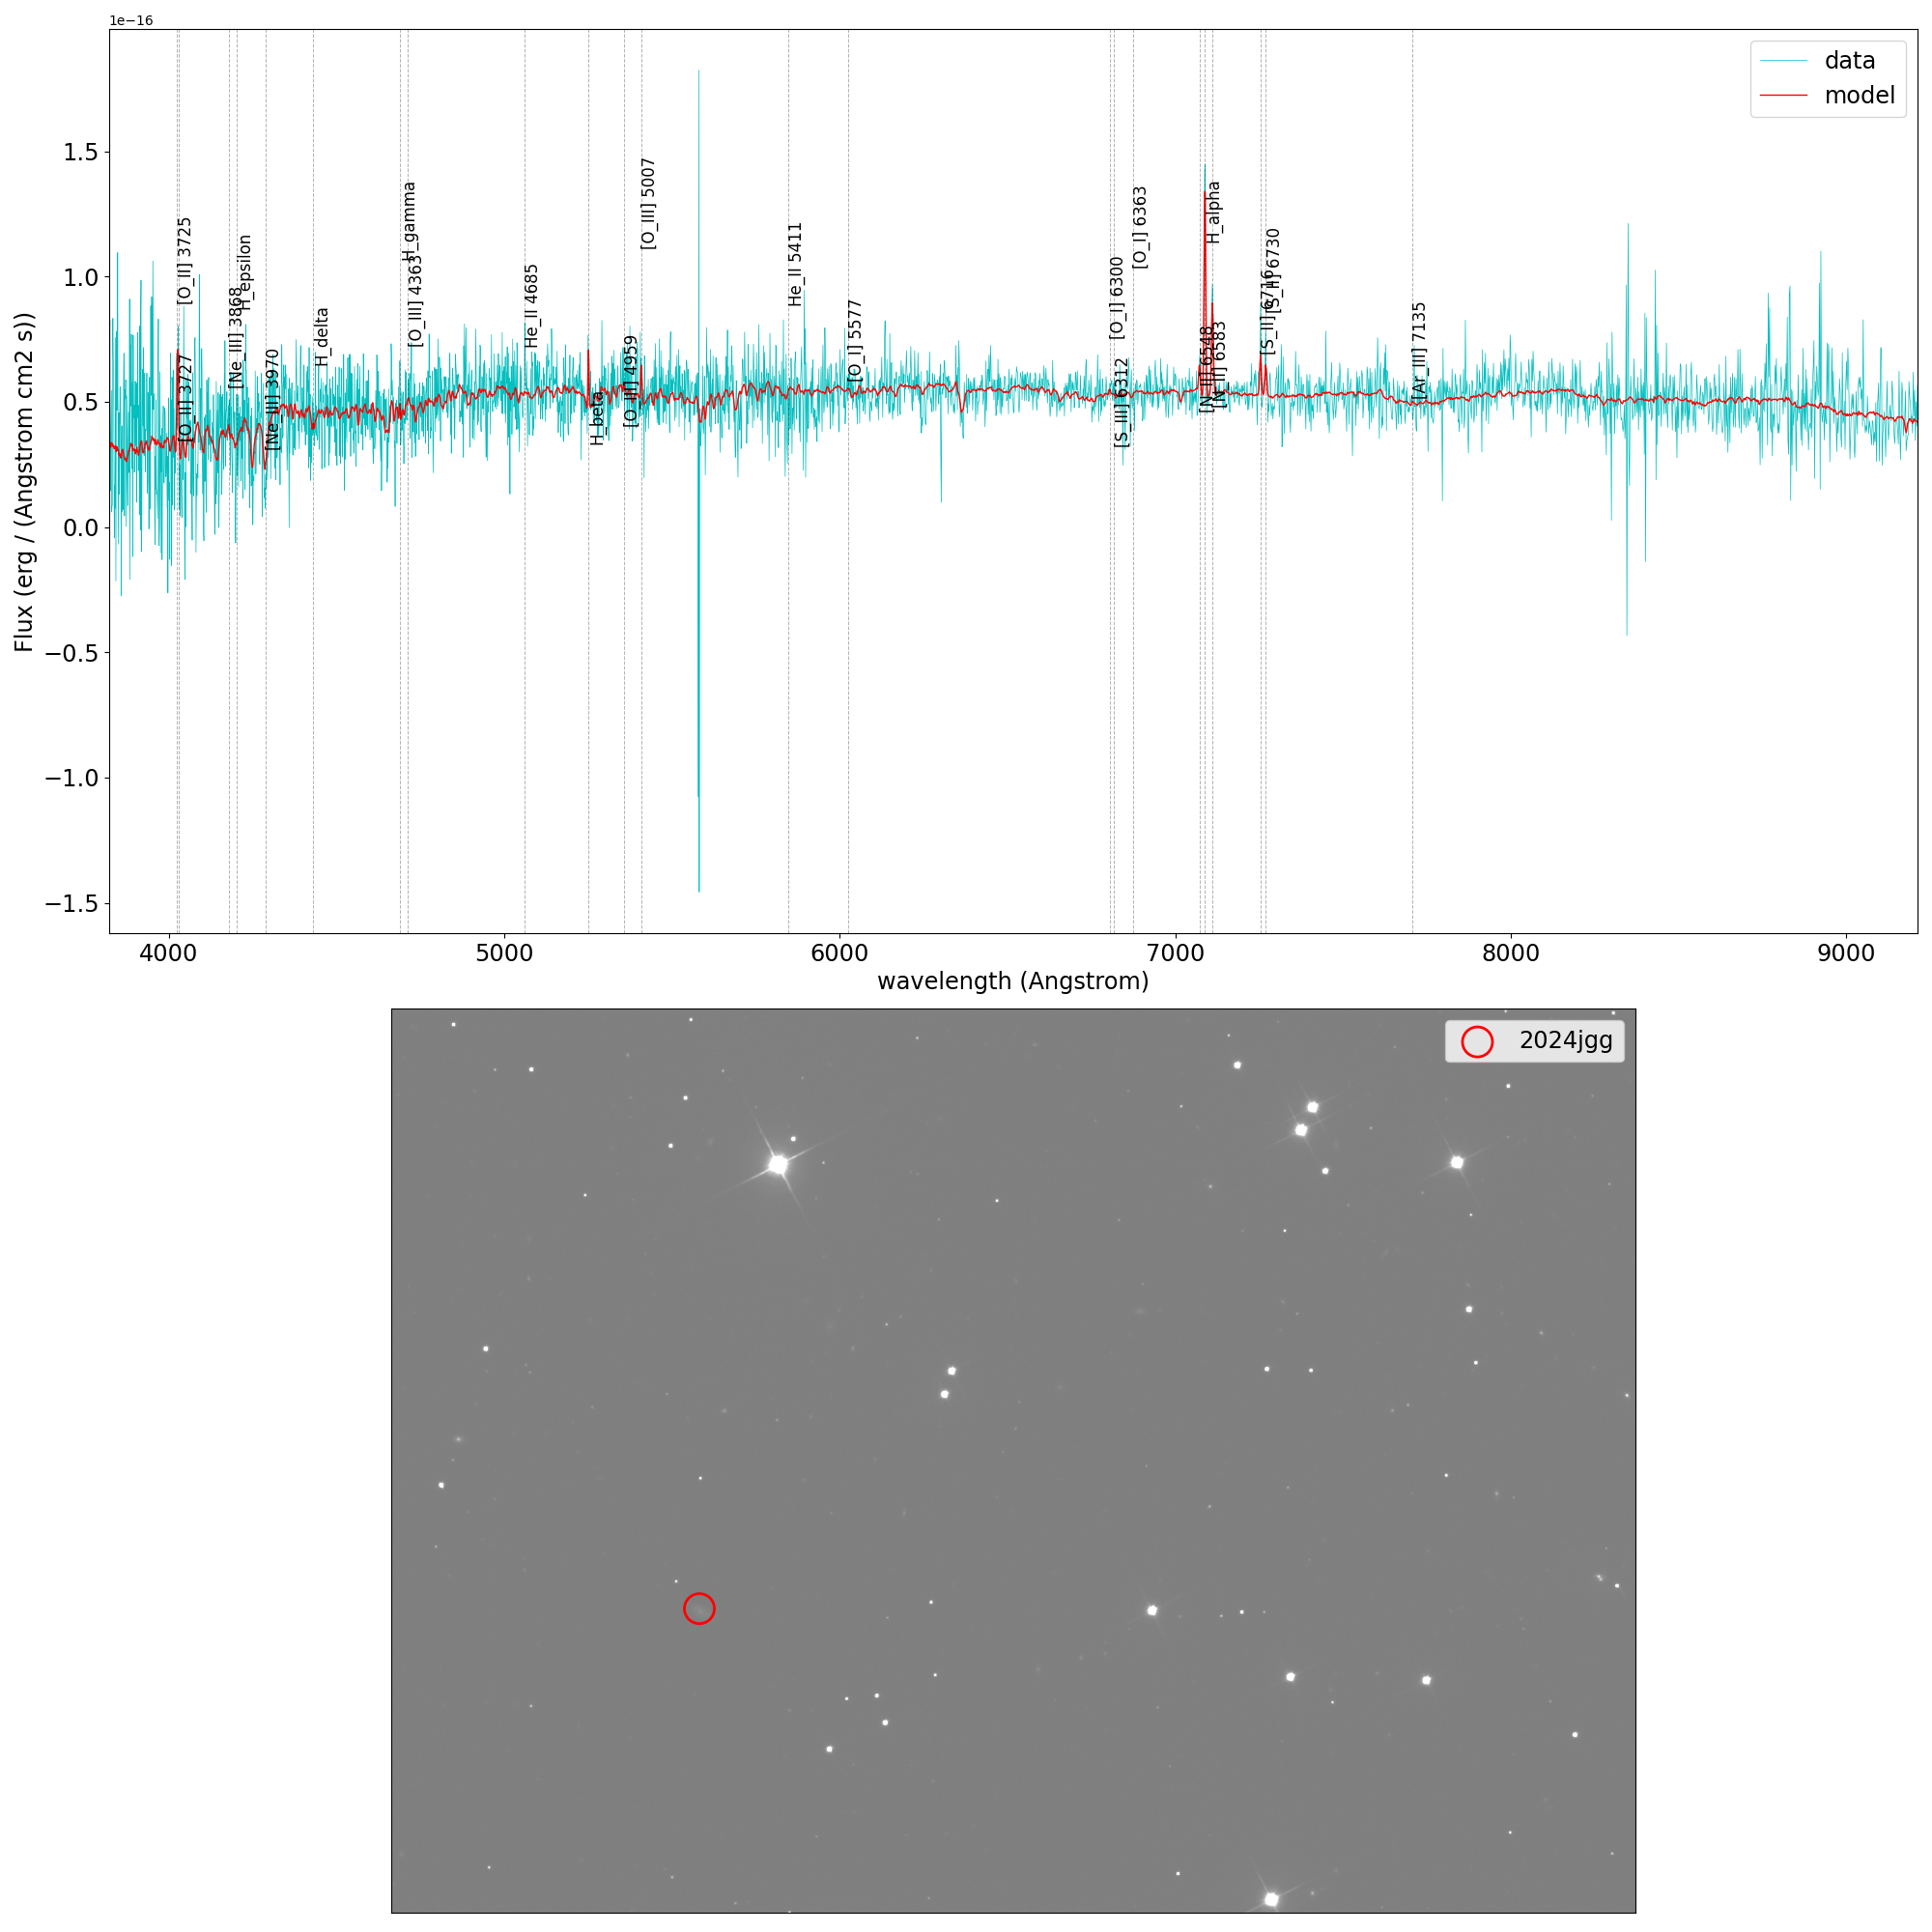 1e−16
data
model
1.5
1.0
0.5
0.0
−0.5
−1.0
−1.5
Flux (erg / (Angstrom cm2 s))
[O_II] 3725
[O_II] 3727
[Ne_III] 3868
H_epsilon
[Ne_III] 3970
H_delta
H_gamma
[O_III] 4363
He_II 4685
H_beta
[O_III] 4959
[O_III] 5007
He_II 5411
[O_I] 5577
[O_I] 6300
[S_III] 6312
[O_I] 6363
[N_II] 6548
H_alpha
[N_II] 6583
[S_II] 6716
[S_II] 6730
[Ar_III] 7135
4000 5000 6000 7000 8000 9000
wavelength (Angstrom)
2024jgg